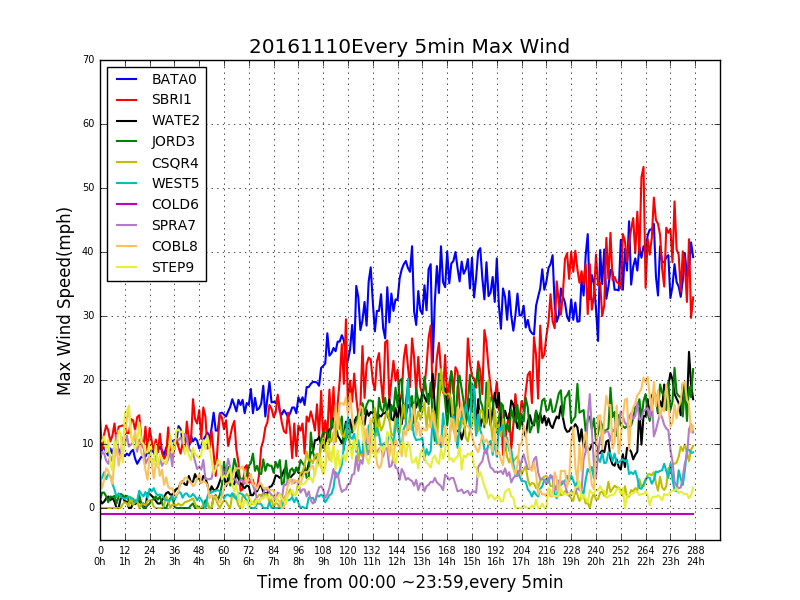 20161110Every 5min Max Wind
70
60
50
40
30
20
10
0
Max Wind Speed(mph)
BATA0
SBRI1
WATE2
JORD3
CSQR4
WEST5
COLD6
SPRA7
COBL8
STEP9
0 12 24 36 48 60 72 84 96 108 120 132 144 156 168 180 192 204 216 228 240 252 264 276 288
0h 1h 2h 3h 4h 5h 6h 7h 8h 9h 10h 11h 12h 13h 14h 15h 16h 17h 18h 19h 20h 21h 22h 23h 24h
Time from 00:00 ~23:59,every 5min